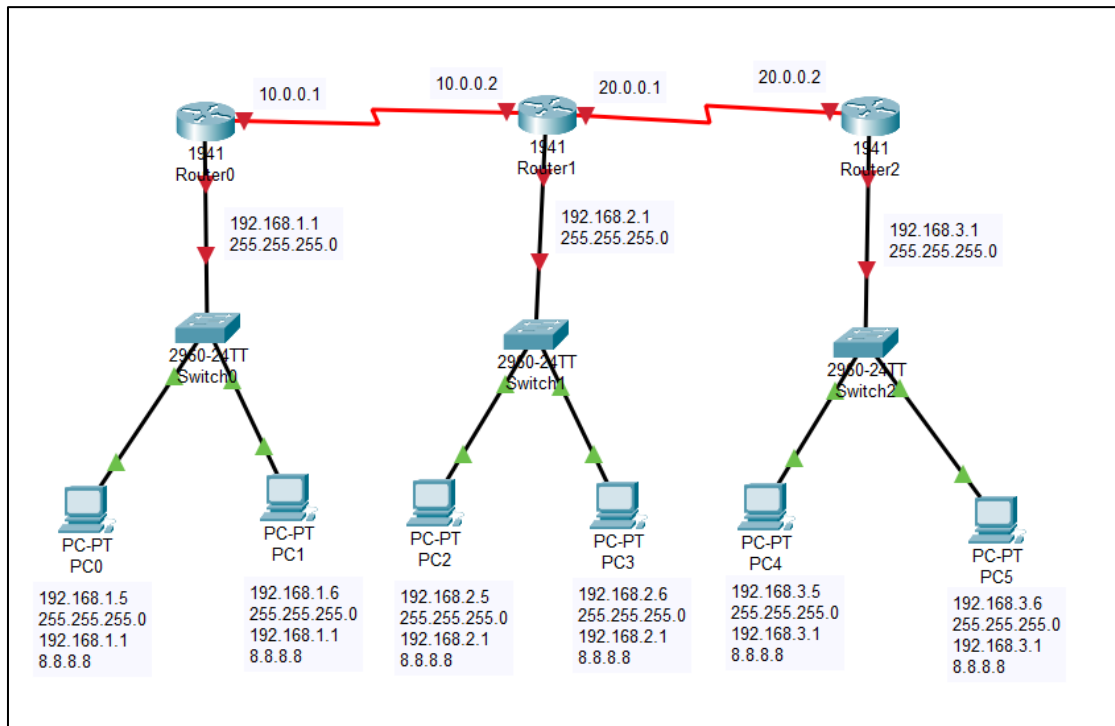 10.0.0.1
10.0.0.2
20.0.0.1
20.0.0.2
1941
Router0
1941
Router1
1941
Router2
192.168.1.1
255.255.255.0
192.168.2.1
255.255.255.0
192.168.3.1
255.255.255.0
2960-24TT
Switch0
2960-24TT
Switch1
2960-24TT
Switch2
PC-PT
PC0
PC-PT
PC1
PC-PT
PC2
PC-PT
PC3
PC-PT
PC4
PC-PT
PC5
192.168.1.5
255.255.255.0
192.168.1.1
8.8.8.8
192.168.1.6
255.255.255.0
192.168.1.1
8.8.8.8
192.168.2.5
255.255.255.0
192.168.2.1
8.8.8.8
192.168.2.6
255.255.255.0
192.168.2.1
8.8.8.8
192.168.3.5
255.255.255.0
192.168.3.1
8.8.8.8
192.168.3.6
255.255.255.0
192.168.3.1
8.8.8.8